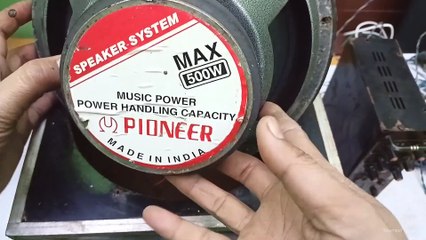 SPEAKER SYSTEM
MAX
500W
MUSIC POWER
POWER HANDLING CAPACITY
PIONEER
MADE IN INDIA